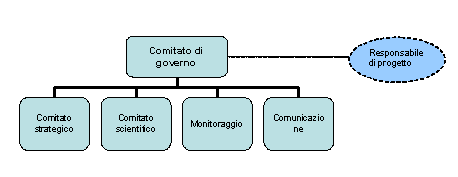 Comitato di
governo
Responsabile
di progetto
Comitato
strategico
Comitato
scientifico
Monitoraggio
Comunicazio
ne